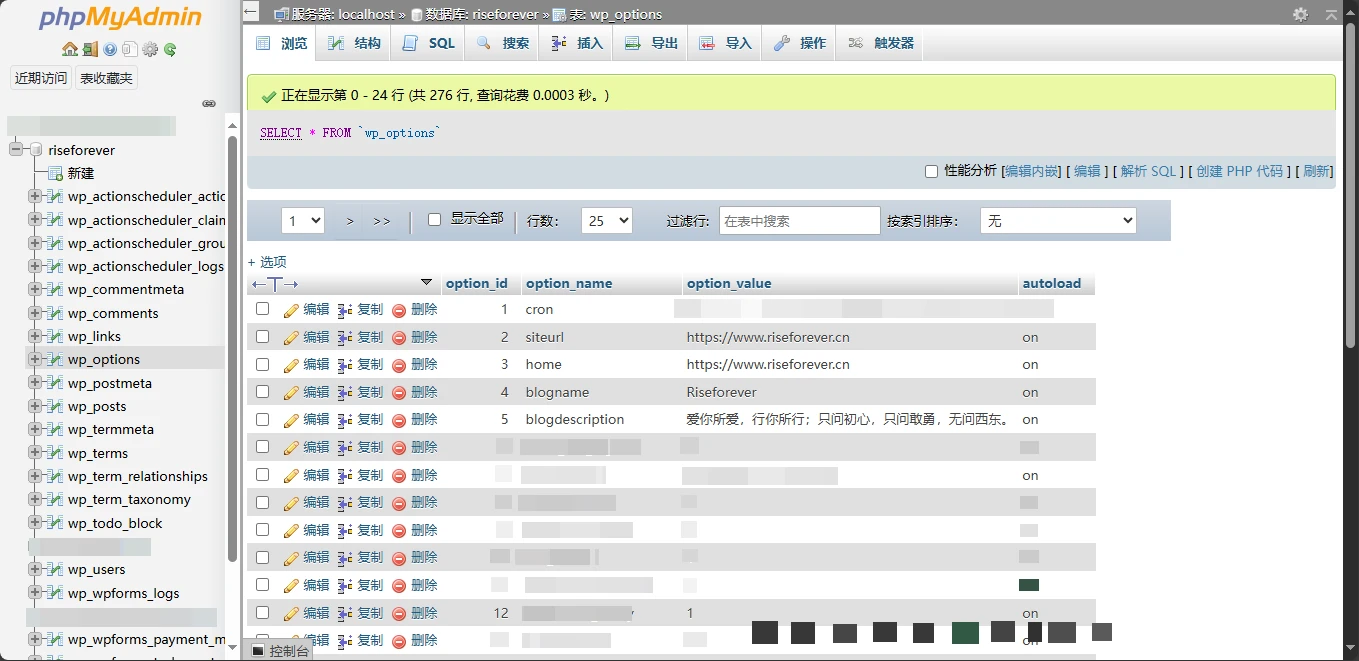 phpMyAdmin
近期访问 表收藏夹
riseforever
新建
wp_actionscheduler_actic
wp_actionscheduler_claim
wp_actionscheduler_grou
wp_actionscheduler_logs
wp_commentmeta
wp_comments
wp_links
wp_options
wp_postmeta
wp_posts
wp_termmeta
wp_terms
wp_term_relationships
wp_term_taxonomy
wp_todo_block
wp_users
wp_wpforms_logs
wp_wpforms_payment_m
服务器: localhost » 数据库: riseforever » 表: wp_options
浏览 结构 SQL 搜索 插入 导出 导入 操作 触发器
正在显示第 0 - 24 行 (共 276 行, 查询花费 0.0003 秒。)
SELECT * FROM `wp_options`
性能分析 [编辑内嵌] [ 编辑 ] [ 解析 SQL ] [ 创建 PHP 代码 ] [ 刷新]
1 > >> 显示全部 行数: 25 过滤行: 在表中搜索 按索引排序: 无
+ 选项
←T→ option_id option_name option_value autoload
编辑 复制 删除 1 cron
编辑 复制 删除 2 siteurl https://www.riseforever.cn on
编辑 复制 删除 3 home https://www.riseforever.cn on
编辑 复制 删除 4 blogname Riseforever on
编辑 复制 删除 5 blogdescription 爱你所爱，行你所行；只问初心，只问敢勇，无问西东。 on
编辑 复制 删除
编辑 复制 删除 on
编辑 复制 删除
编辑 复制 删除
编辑 复制 删除
编辑 复制 删除
编辑 复制 删除 12 1 on
编辑 复制 删除 on
控制台